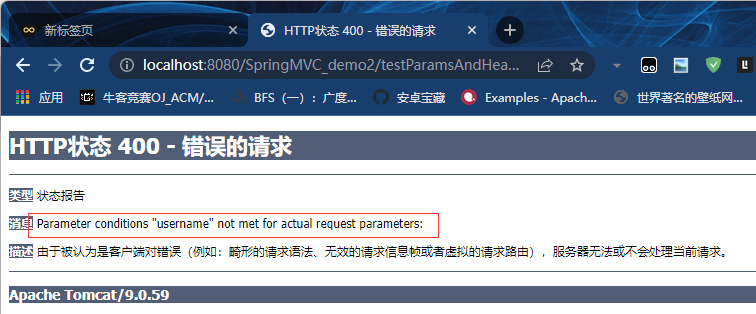 新标签页
HTTP状态 400 - 错误的请求
localhost:8080/SpringMVC_demo2/testParamsAndHea...
应用
牛客竞赛OJ_ACM/...
BFS（一）：广度...
安卓宝藏
Examples - Apach...
世界著名的壁纸网...
HTTP状态 400 - 错误的请求
类型 状态报告
消息 Parameter conditions "username" not met for actual request parameters:
描述 由于被认为是客户端对错误（例如：畸形的请求语法、无效的请求信息帧或者虚拟的请求路由），服务器无法或不会处理当前请求。
Apache Tomcat/9.0.59